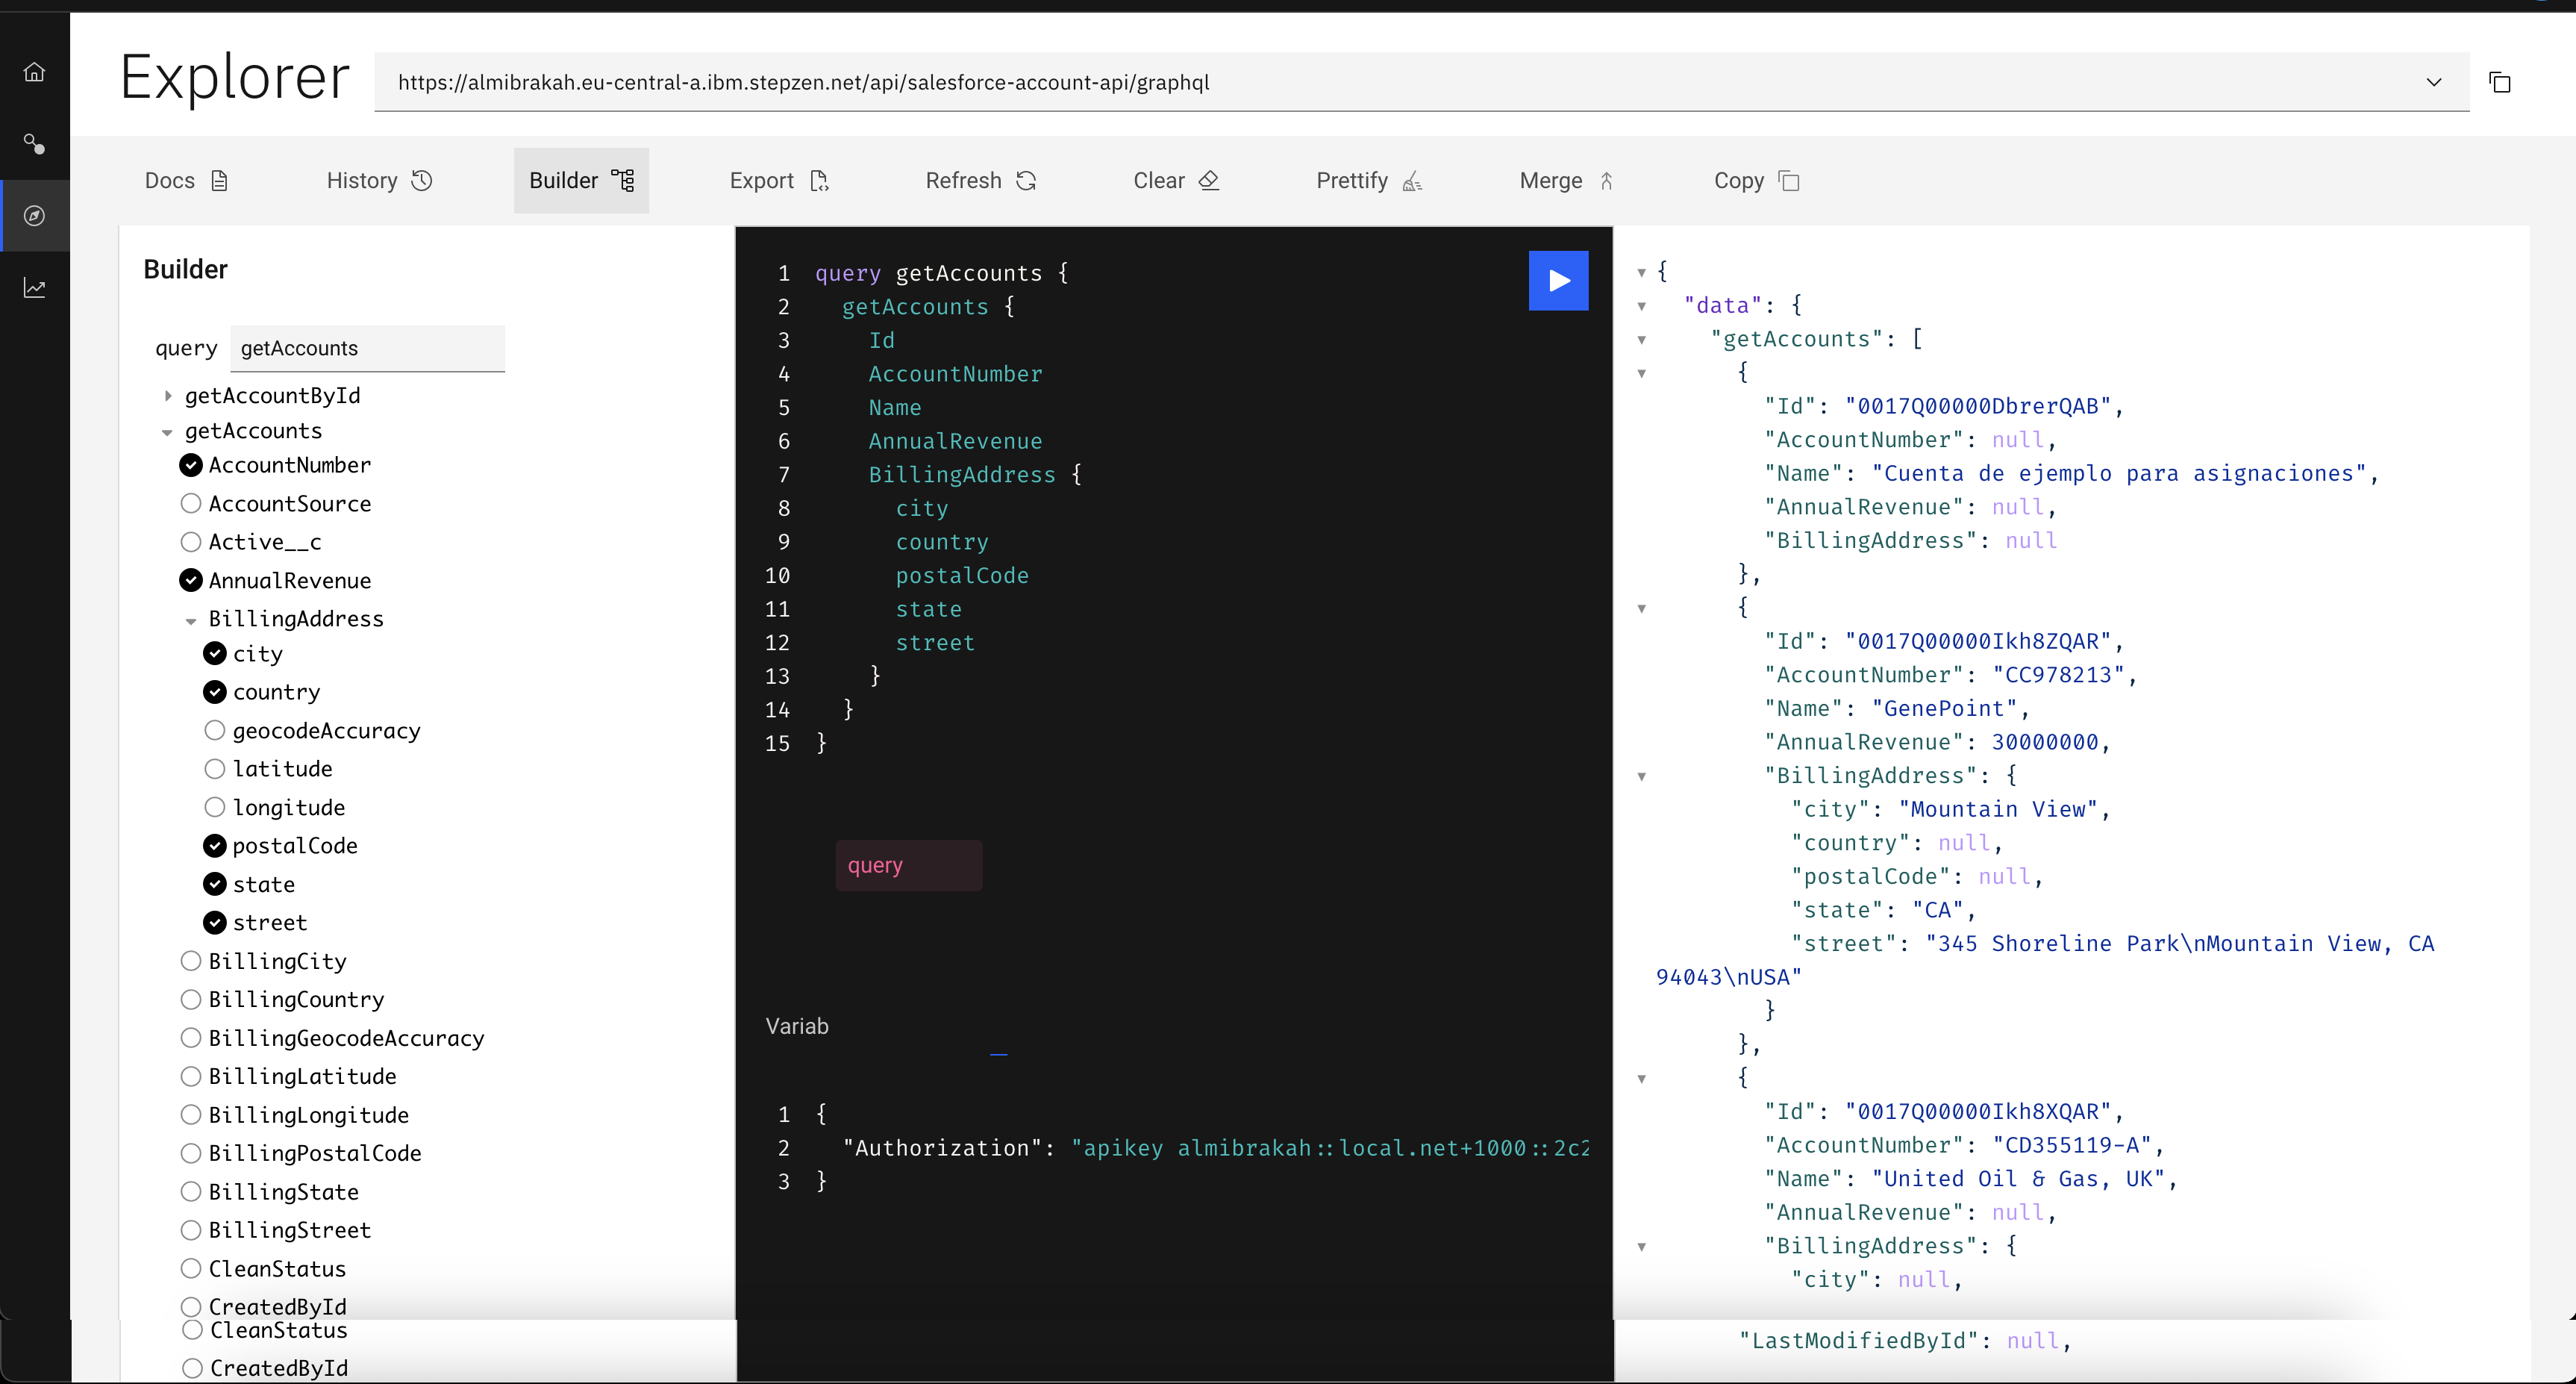 Explorer
https://almibrakah.eu-central-a.ibm.stepzen.net/api/salesforce-account-api/graphql
Docs
History
Builder
Export
Refresh
Clear
Prettify
Merge
Copy
Builder
query getAccounts
getAccountById
getAccounts
AccountNumber
AccountSource
Active__c
AnnualRevenue
BillingAddress
city
country
geocodeAccuracy
latitude
longitude
postalCode
state
street
BillingCity
BillingCountry
BillingGeocodeAccuracy
BillingLatitude
BillingLongitude
BillingPostalCode
BillingState
BillingStreet
CleanStatus
CreatedById
CleanStatus
CreatedById
1 query getAccounts {
2 getAccounts {
3 Id
4 AccountNumber
5 Name
6 AnnualRevenue
7 BillingAddress {
8 city
9 country
10 postalCode
11 state
12 street
13 }
14 }
15 }
query
Variab
1 {
2 "Authorization": "apikey almibrakah::local.net+1000::2c2
3 }
{
"data": {
"getAccounts": [
{
"Id": "0017Q00000DbrerQAB",
"AccountNumber": null,
"Name": "Cuenta de ejemplo para asignaciones",
"AnnualRevenue": null,
"BillingAddress": null
},
{
"Id": "0017Q00000Ikh8ZQAR",
"AccountNumber": "CC978213",
"Name": "GenePoint",
"AnnualRevenue": 30000000,
"BillingAddress": {
"city": "Mountain View",
"country": null,
"postalCode": null,
"state": "CA",
"street": "345 Shoreline Park\nMountain View, CA
94043\nUSA"
}
},
{
"Id": "0017Q00000Ikh8XQAR",
"AccountNumber": "CD355119-A",
"Name": "United Oil & Gas, UK",
"AnnualRevenue": null,
"BillingAddress": {
"city": null,
"LastModifiedById": null,